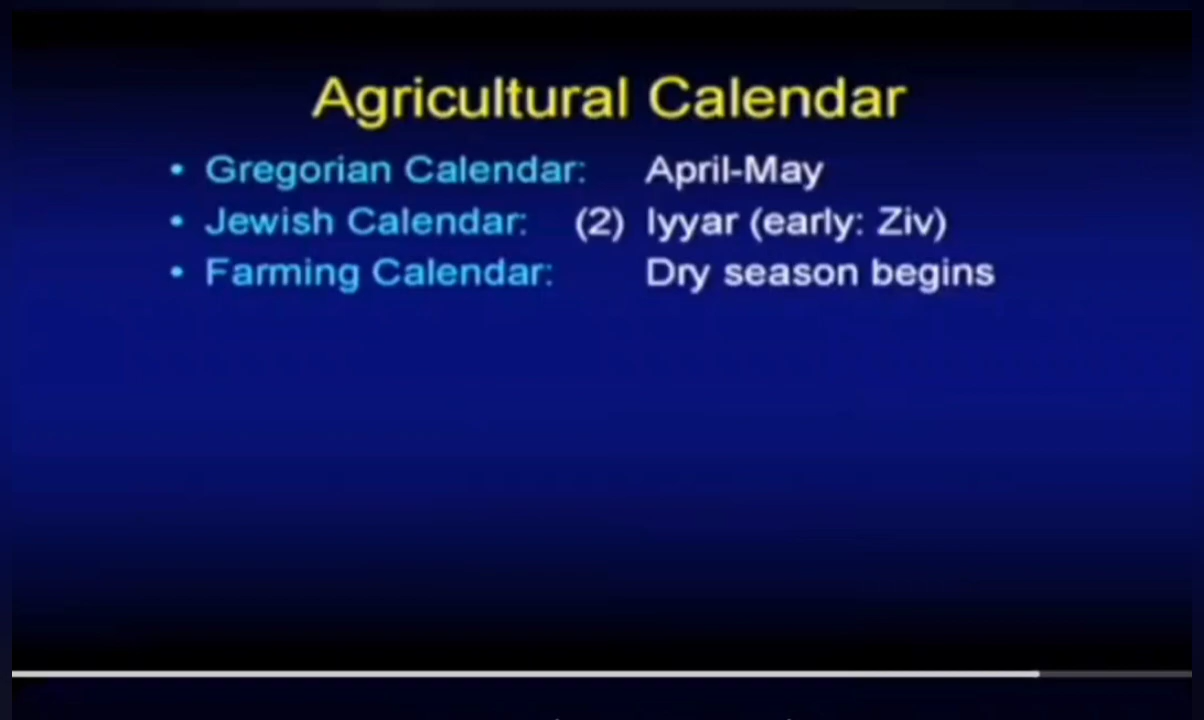 Agricultural Calendar
• Gregorian Calendar: April-May
• Jewish Calendar: (2) Iyyar (early: Ziv)
• Farming Calendar: Dry season begins